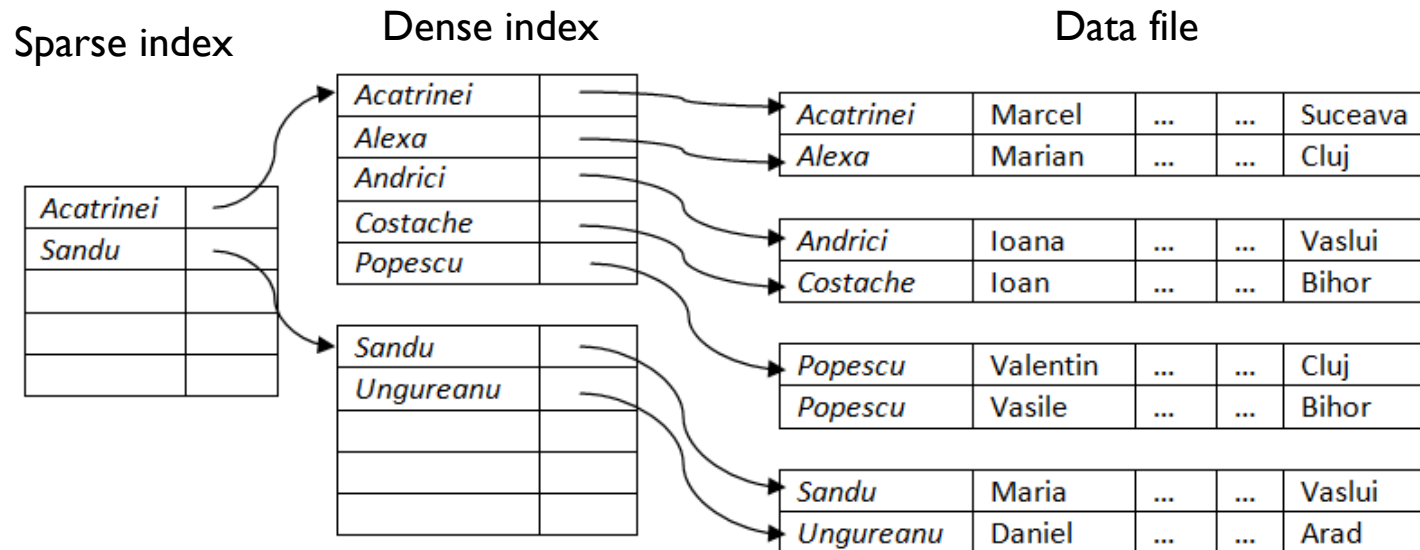 Sparse index
Dense index
Data file
Acatrinei
Sandu
Acatrinei
Alexa
Andrici
Costache
Popescu
Sandu
Ungureanu
Acatrinei Marcel ... ... Suceava
Alexa Marian ... ... Cluj
Andrici Ioana ... ... Vaslui
Costache Ioan ... ... Bihor
Popescu Valentin ... ... Cluj
Popescu Vasile ... ... Bihor
Sandu Maria ... ... Vaslui
Ungureanu Daniel ... ... Arad